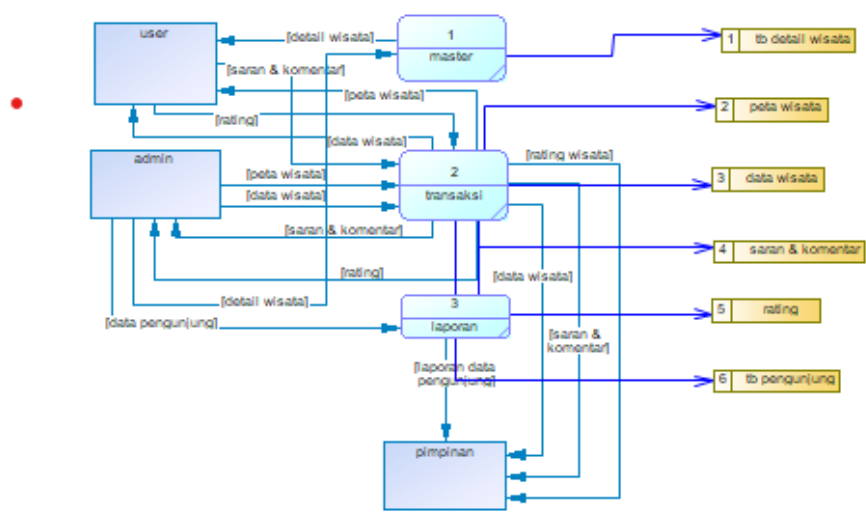 user
[detail wisata]
1
master
1 tb detail wisata
[saran & komentar]
[peta wisata]
2 peta wisata
[rating]
[data wisata]
admin
[rating wisata]
2
transaksi
[peta wisata]
3 data wisata
[data wisata]
[saran & komentar]
4 saran & komentar
[rating]
[data wisata]
[detail wisata]
3
laporan
5 rating
[data pengunjung]
[saran &
komentar]
[laporan data
pengunjung]
6 tb pengunjung
pimpinan